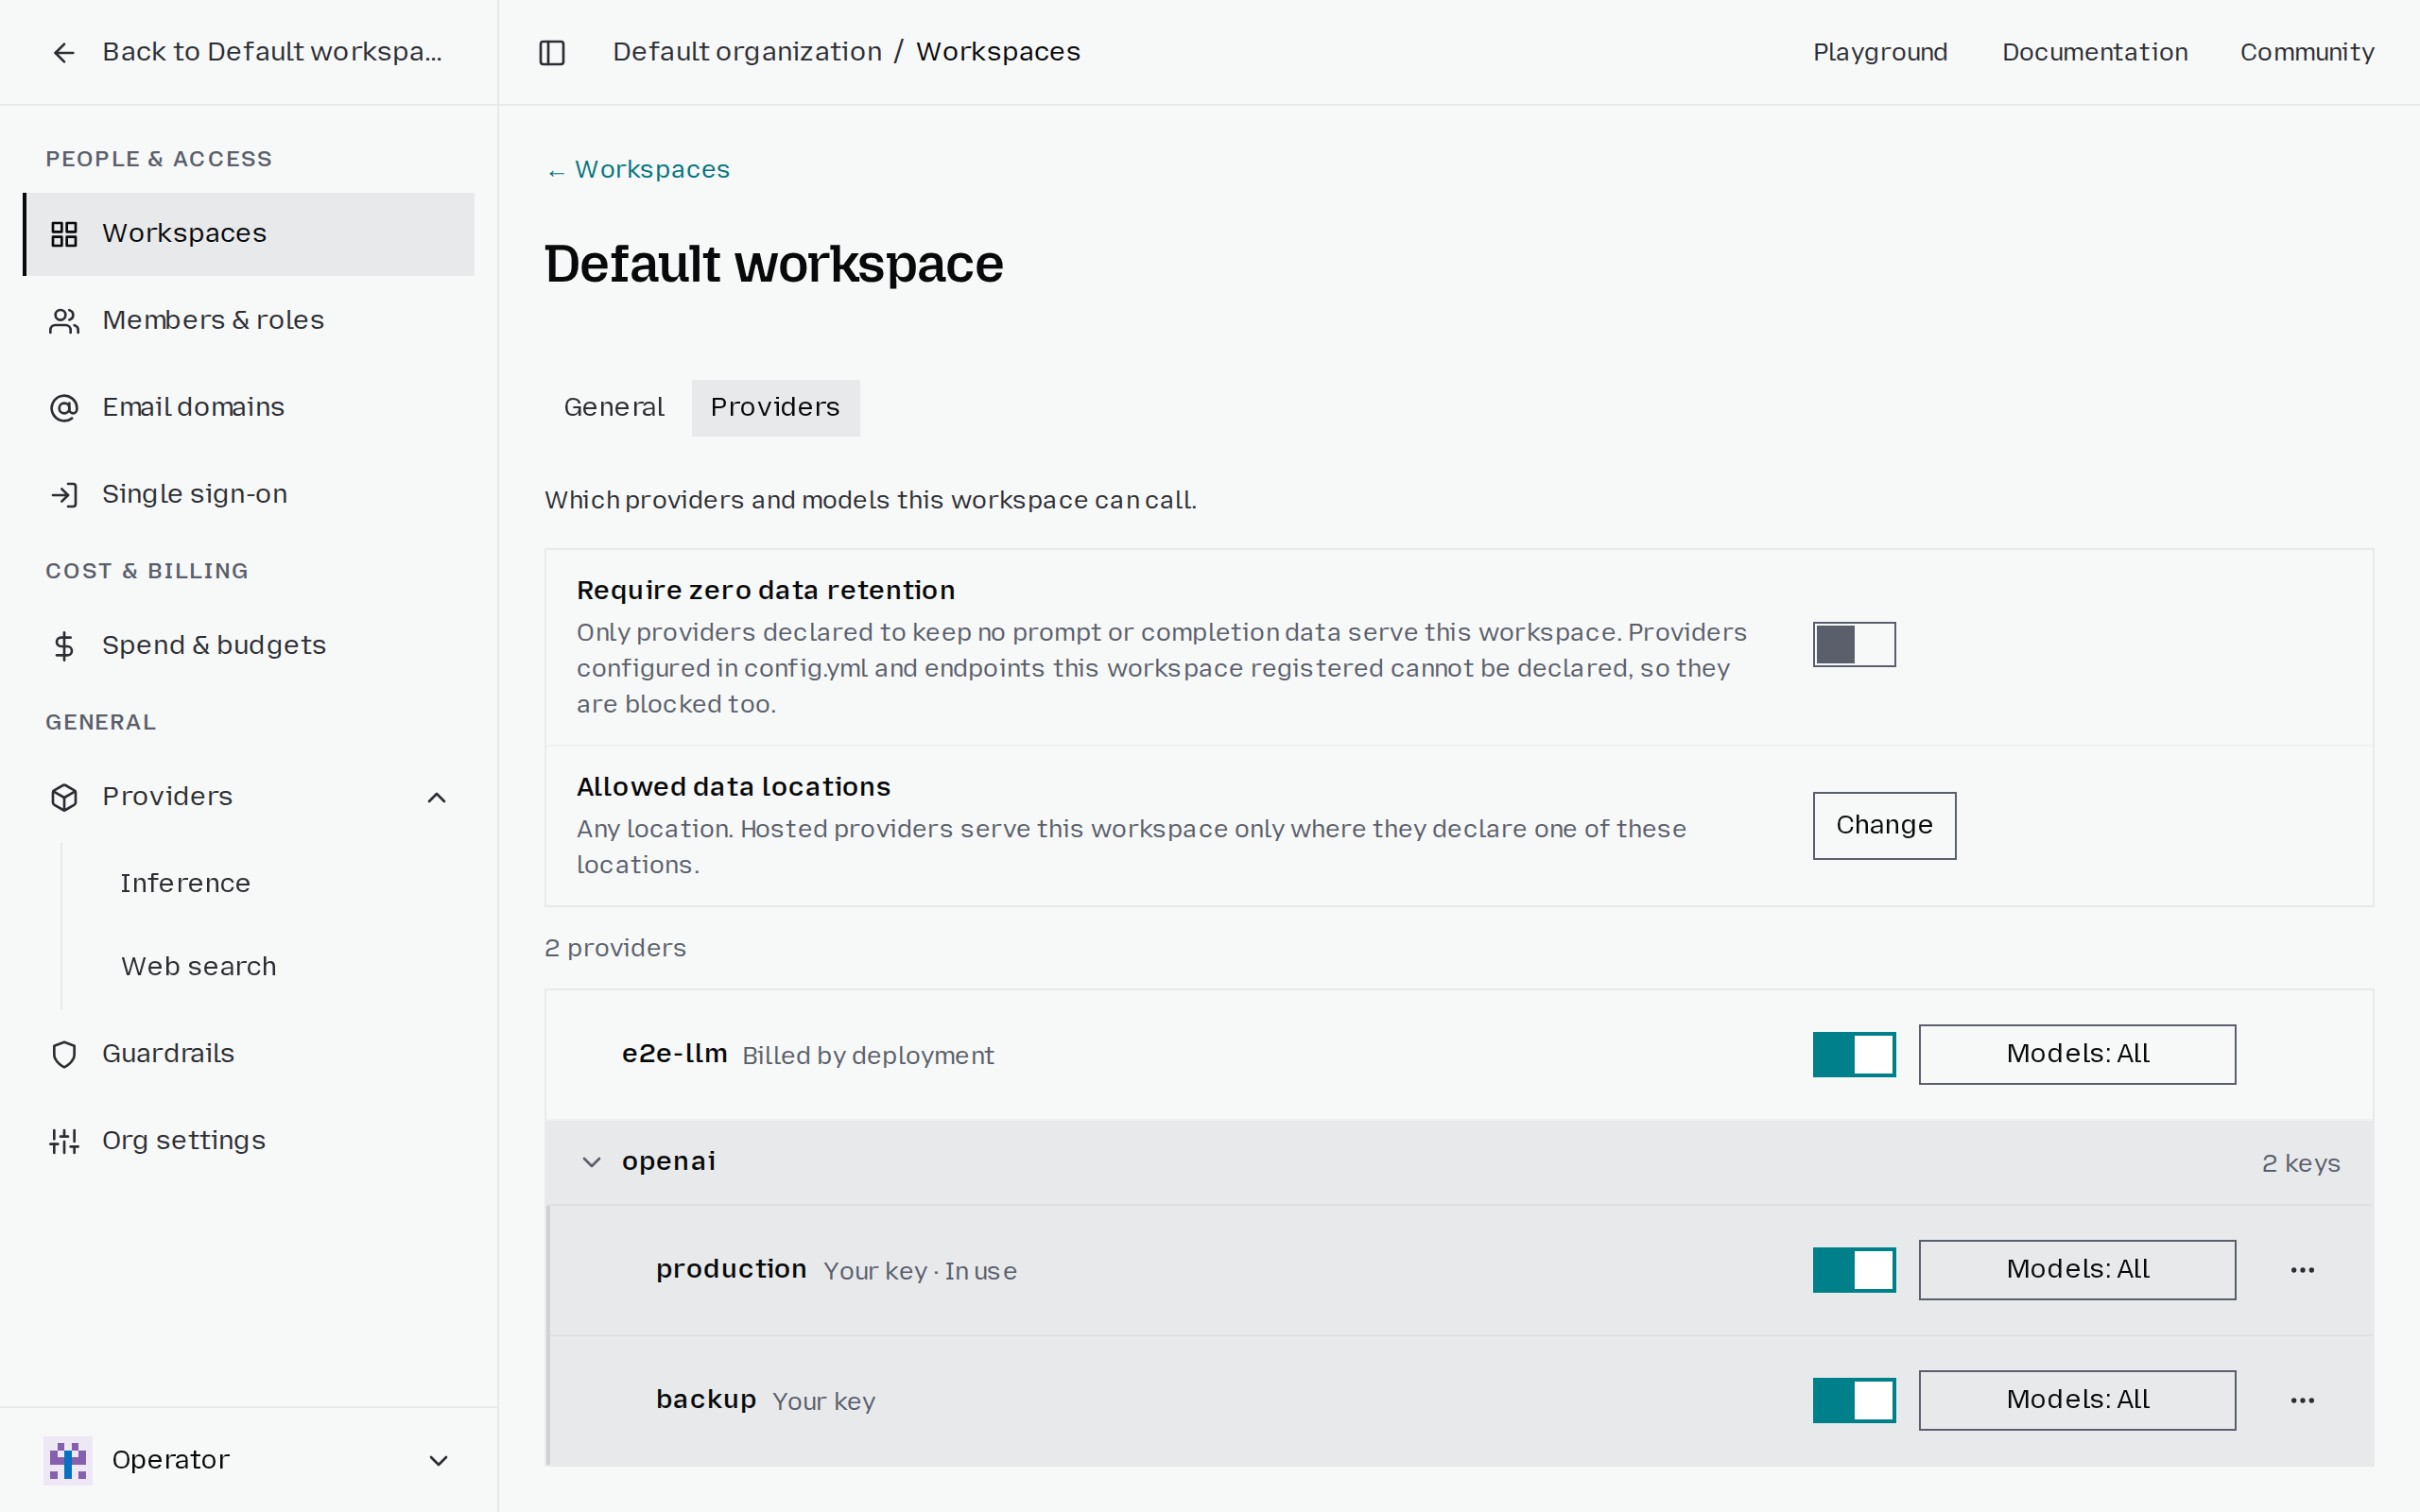 Back to Default workspa...
Default organization / Workspaces
Playground
Documentation
Community
PEOPLE & ACCESS
Workspaces
Members & roles
Email domains
Single sign-on
COST & BILLING
Spend & budgets
GENERAL
Providers
Inference
Web search
Guardrails
Org settings
Operator
← Workspaces
Default workspace
General
Providers
Which providers and models this workspace can call.
Require zero data retention
Only providers declared to keep no prompt or completion data serve this workspace. Providers
configured in config.yml and endpoints this workspace registered cannot be declared, so they
are blocked too.
Allowed data locations
Any location. Hosted providers serve this workspace only where they declare one of these
locations.
Change
2 providers
e2e-llm Billed by deployment
Models: All
openai
2 keys
production Your key · In use
Models: All
backup Your key
Models: All